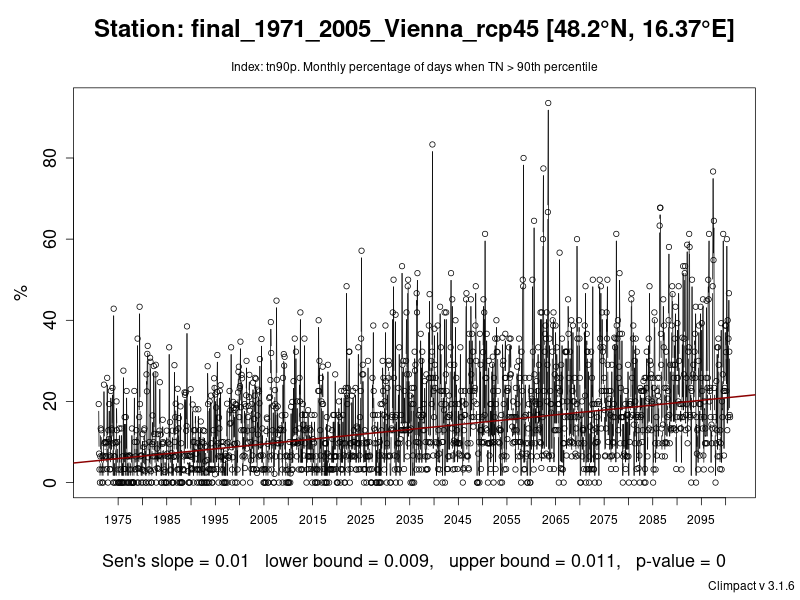 Station: final_1971_2005_Vienna_rcp45 [48.2°N, 16.37°E]
Index: tn90p. Monthly percentage of days when TN > 90th percentile
80
60
40
20
0
%
1975 1985 1995 2005 2015 2025 2035 2045 2055 2065 2075 2085 2095
Sen's slope = 0.01 lower bound = 0.009, upper bound = 0.011, p-value = 0
Climpact v 3.1.6